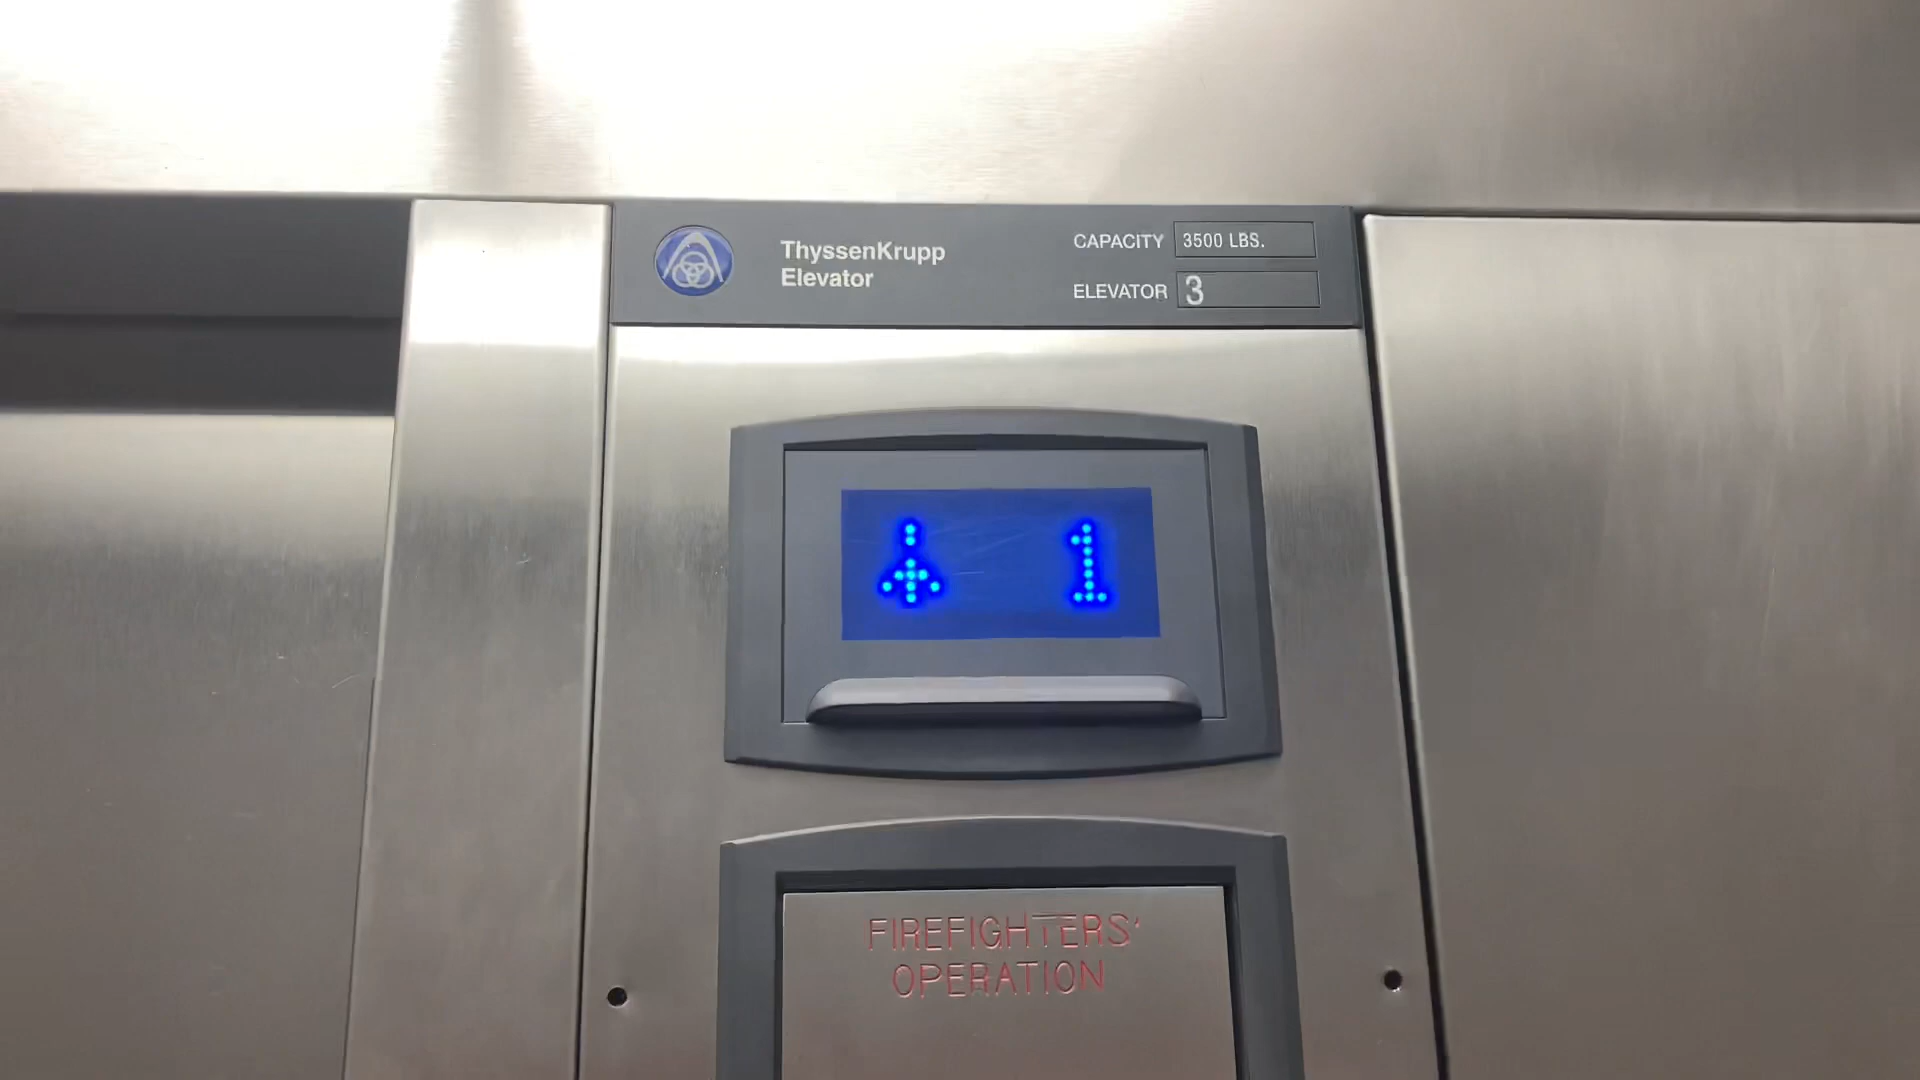 ThyssenKrupp
Elevator
CAPACITY 3500 LBS.
ELEVATOR 3
1
FIREFIGHTERS'
OPERATION